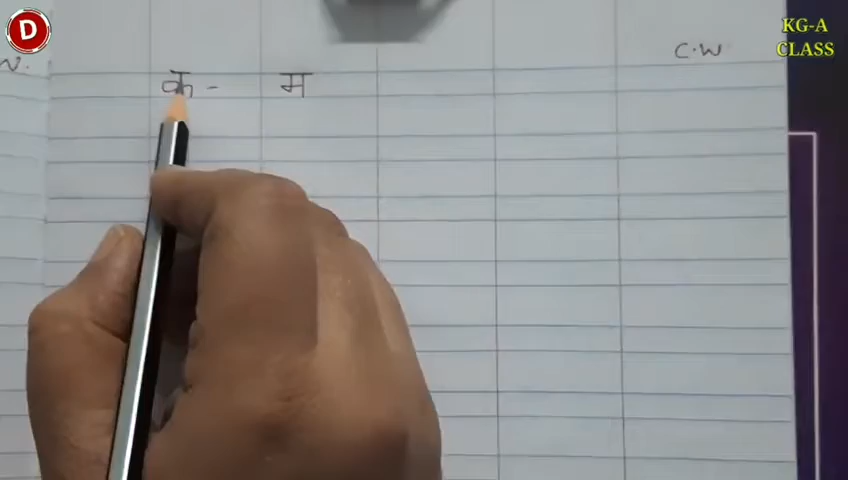 D
KG-A
CLASS
C.W
क - म